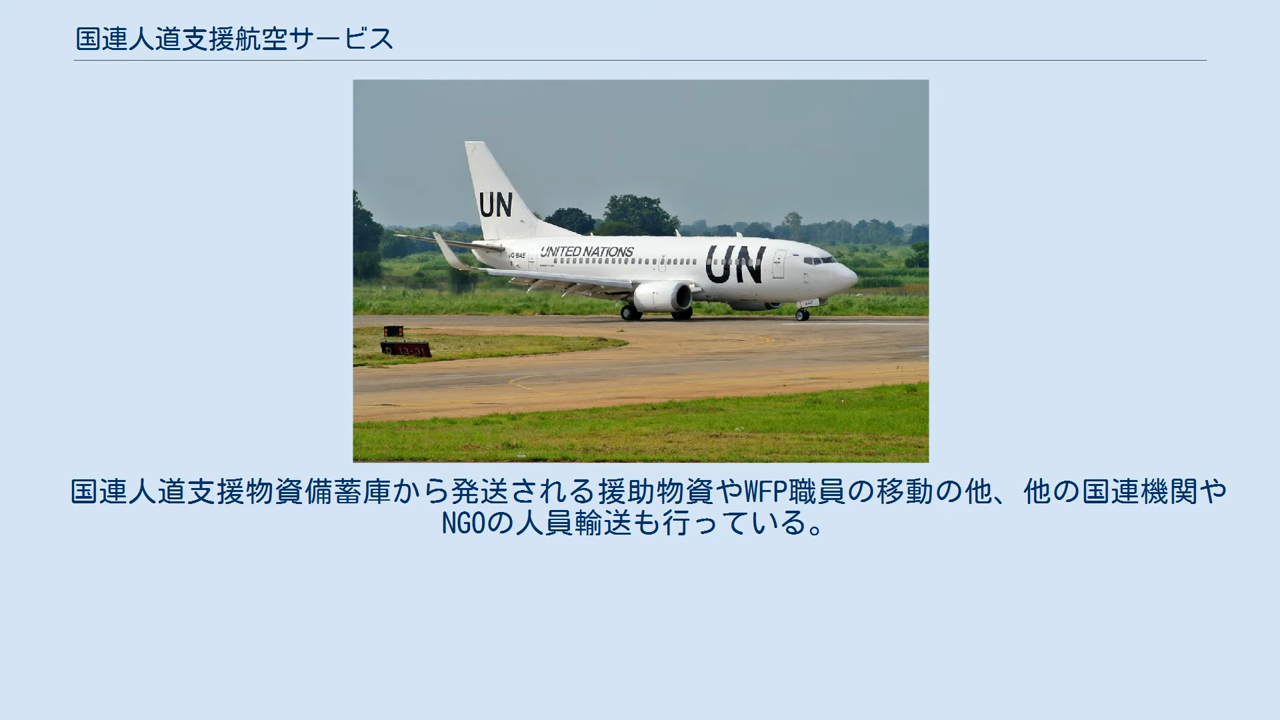 国連人道支援航空サービス
UN
UNITED NATIONS
UN
国連人道支援物資備蓄庫から発送される援助物資やWFP職員の移動の他、他の国連機関や
NGOの人員輸送も行っている。